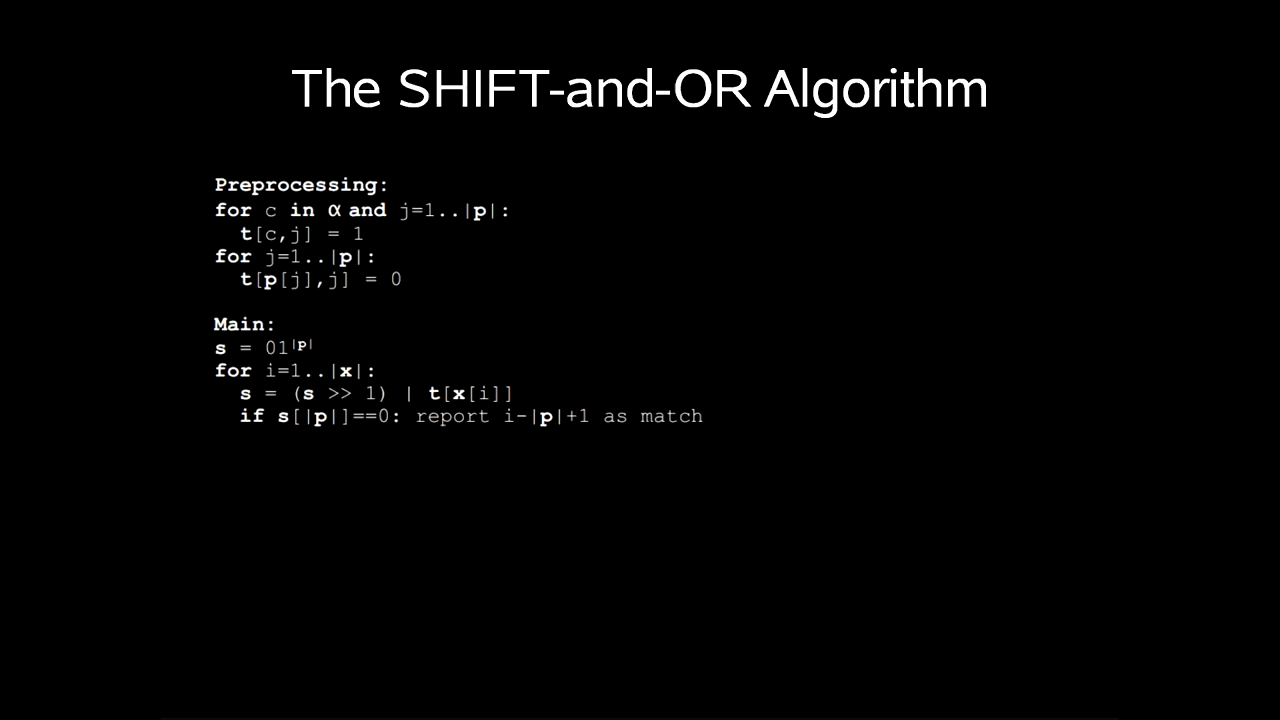 The SHIFT-and-OR Algorithm
Preprocessing:
for c in α and j=1..|p|:
t[c,j] = 1
for j=1..|p|:
t[p[j],j] = 0
Main:
s = 01|p|
for i=1..|x|:
s = (s >> 1) | t[x[i]]
if s[|p|]==0: report i-|p|+1 as match